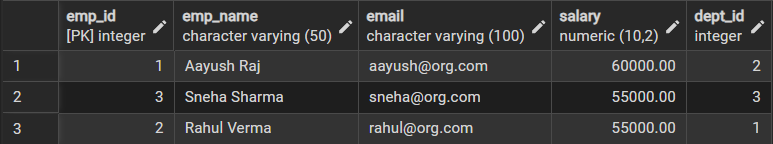 emp_id emp_name email salary dept_id
[PK] integer character varying (50) character varying (100) numeric (10,2) integer
1 1 Aayush Raj aayush@org.com 60000.00 2
2 3 Sneha Sharma sneha@org.com 55000.00 3
3 2 Rahul Verma rahul@org.com 55000.00 1